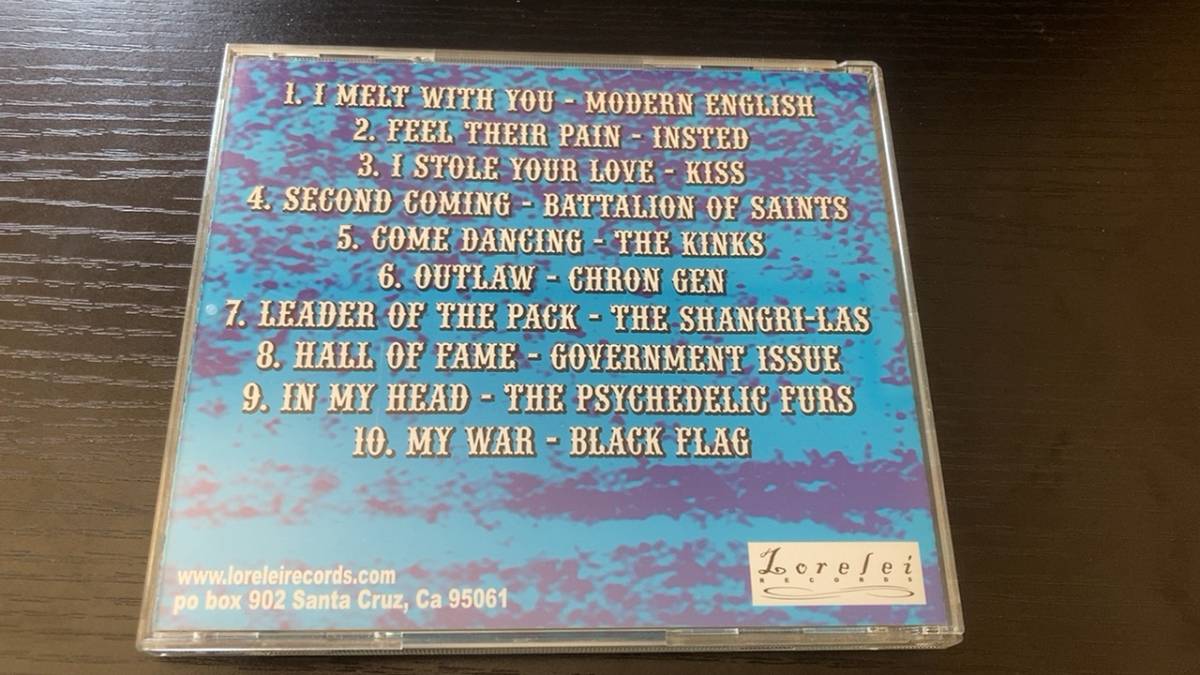 1. I MELT WITH YOU - MODERN ENGLISH
2. FEEL THEIR PAIN - INSTED
3. I STOLE YOUR LOVE - KISS
4. SECOND COMING - BATTALION OF SAINTS
5. COME DANCING - THE KINKS
6. OUTLAW - CHRON GEN
7. LEADER OF THE PACK - THE SHANGRI-LAS
8. HALL OF FAME - GOVERNMENT ISSUE
9. IN MY HEAD - THE PSYCHEDELIC FURS
10. MY WAR - BLACK FLAG
www.loreleirecords.com
po box 902 Santa Cruz, Ca 95061
Lorelei
RECORDS